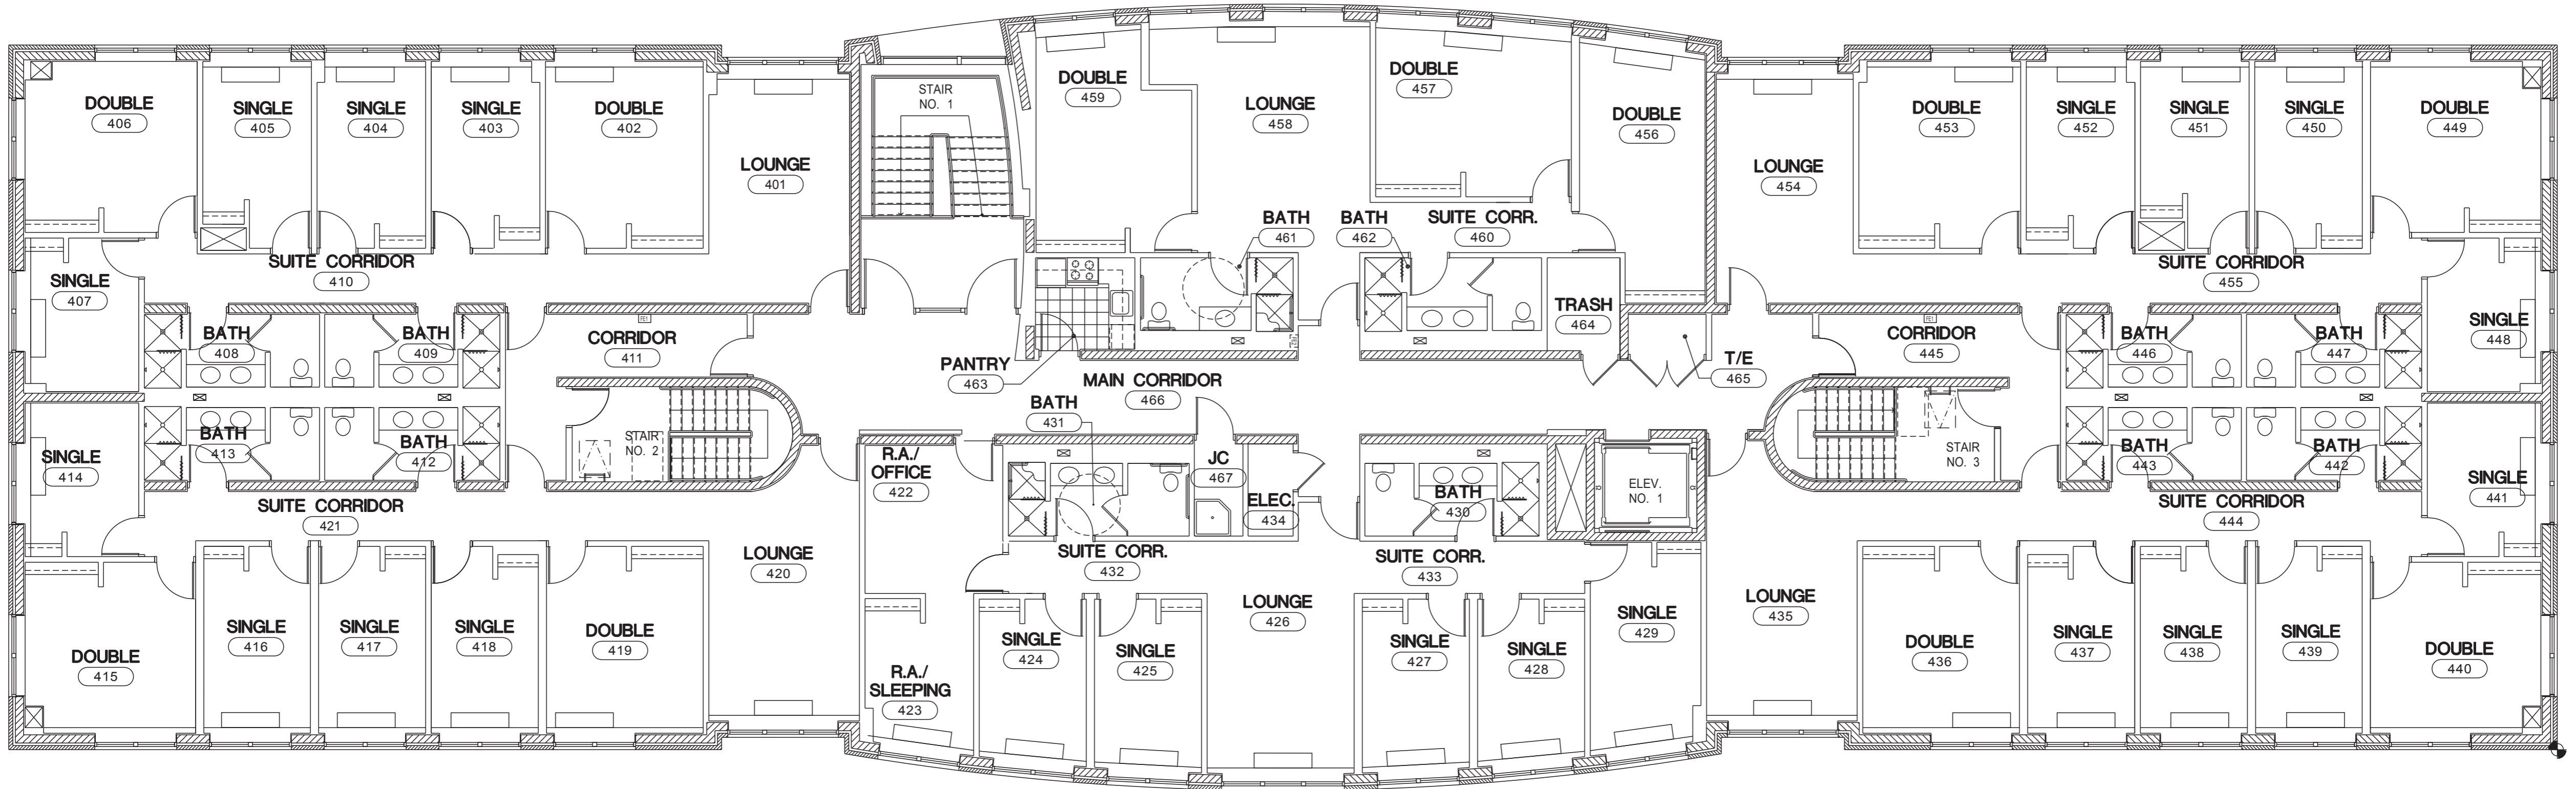 DOUBLE
406
SINGLE
405
SINGLE
404
SINGLE
403
DOUBLE
402
LOUNGE
401
STAIR
NO. 1
DOUBLE
459
LOUNGE
458
DOUBLE
457
DOUBLE
456
LOUNGE
454
DOUBLE
453
SINGLE
452
SINGLE
451
SINGLE
450
DOUBLE
449
SINGLE
407
SUITE CORRIDOR
410
BATH
461
BATH
462
SUITE CORR.
460
SUITE CORRIDOR
455
BATH
408
BATH
409
CORRIDOR
411
PANTRY
463
TRASH
464
T/E
465
CORRIDOR
445
BATH
446
BATH
447
SINGLE
448
MAIN CORRIDOR
466
SINGLE
414
BATH
413
BATH
412
STAIR
NO. 2
R.A./
OFFICE
422
BATH
431
JC
467
ELEC.
434
BATH
430
ELEV.
NO. 1
STAIR
NO. 3
BATH
443
BATH
442
SINGLE
441
SUITE CORRIDOR
421
SUITE CORR.
432
SUITE CORR.
433
SUITE CORRIDOR
444
DOUBLE
415
SINGLE
416
SINGLE
417
SINGLE
418
DOUBLE
419
LOUNGE
420
R.A./
SLEEPING
423
SINGLE
424
SINGLE
425
LOUNGE
426
SINGLE
427
SINGLE
428
SINGLE
429
LOUNGE
435
DOUBLE
436
SINGLE
437
SINGLE
438
SINGLE
439
DOUBLE
440